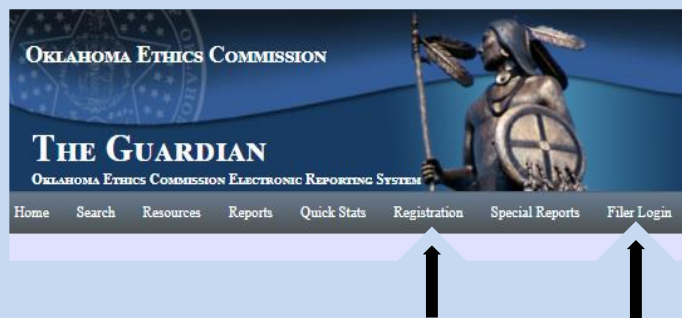 OKLAHOMA ETHICS COMMISSION
THE GUARDIAN
OKLAHOMA ETHICS COMMISSION ELECTRONIC REPORTING SYSTEM
Home Search Resources Reports Quick Stats Registration Special Reports Filer Login